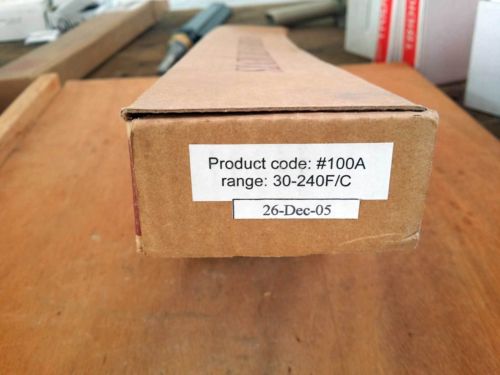 Product code: #100A
range: 30-240F/C
26-Dec-05